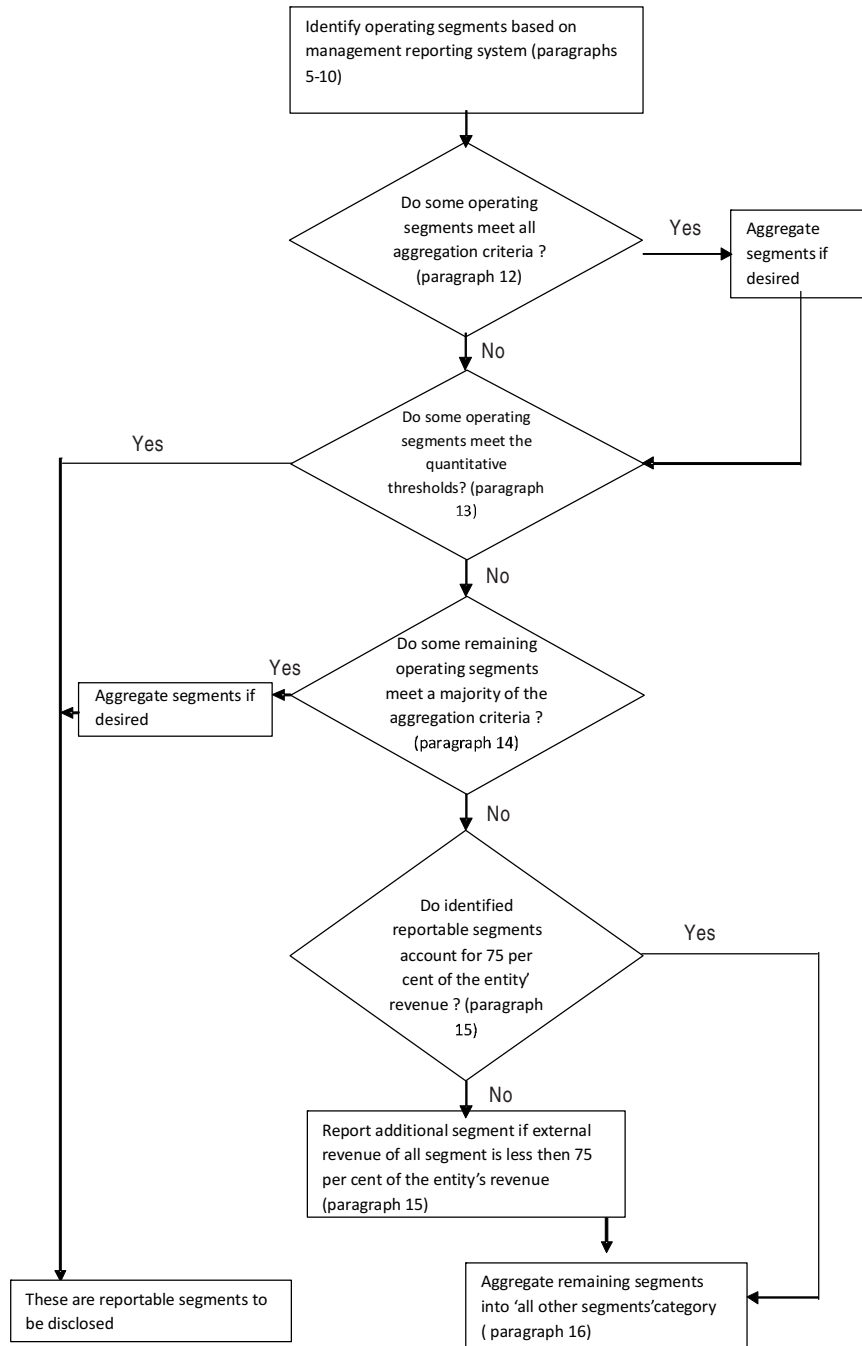 Identify operating segments based on
management reporting system (paragraphs
5-10)
Do some operating
segments meet all
aggregation criteria ?
(paragraph 12)
Yes
Aggregate
segments if
desired
No
Do some operating
segments meet the
quantitative
thresholds? (paragraph
13)
Yes
No
Do some remaining
operating segments
meet a majority of the
aggregation criteria ?
(paragraph 14)
Yes
Aggregate segments if
desired
No
Do identified
reportable segments
account for 75 per
cent of the entity’
revenue ? (paragraph
15)
Yes
No
Report additional segment if external
revenue of all segment is less then 75
per cent of the entity’s revenue
(paragraph 15)
These are reportable segments to
be disclosed
Aggregate remaining segments
into ‘all other segments’category
( paragraph 16)